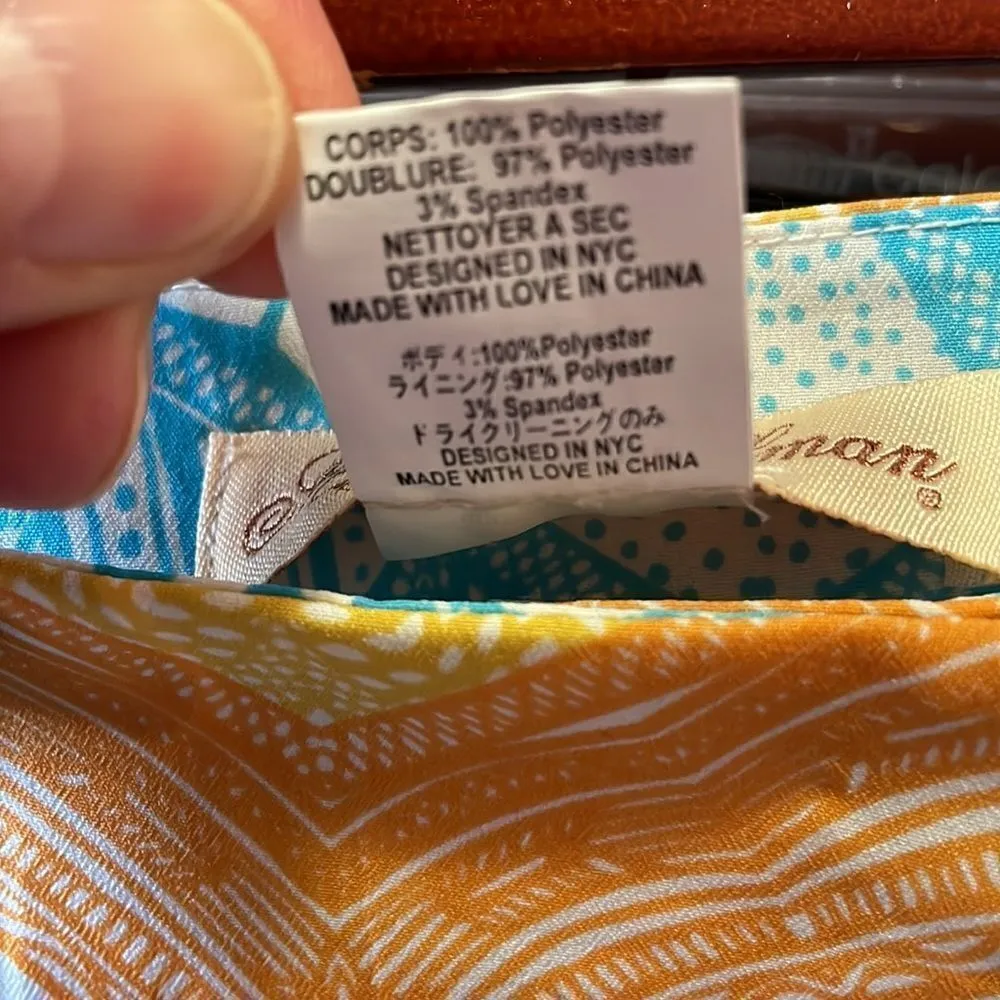 CORPS: 100% Polyester
DOUBLURE: 97% Polyester
3% Spandex
NETTOYER A SEC
DESIGNED IN NYC
MADE WITH LOVE IN CHINA
ボディ:100%Polyester
ライニング:97% Polyester
3% Spandex
ドライクリーニングのみ
DESIGNED IN NYC
MADE WITH LOVE IN CHINA